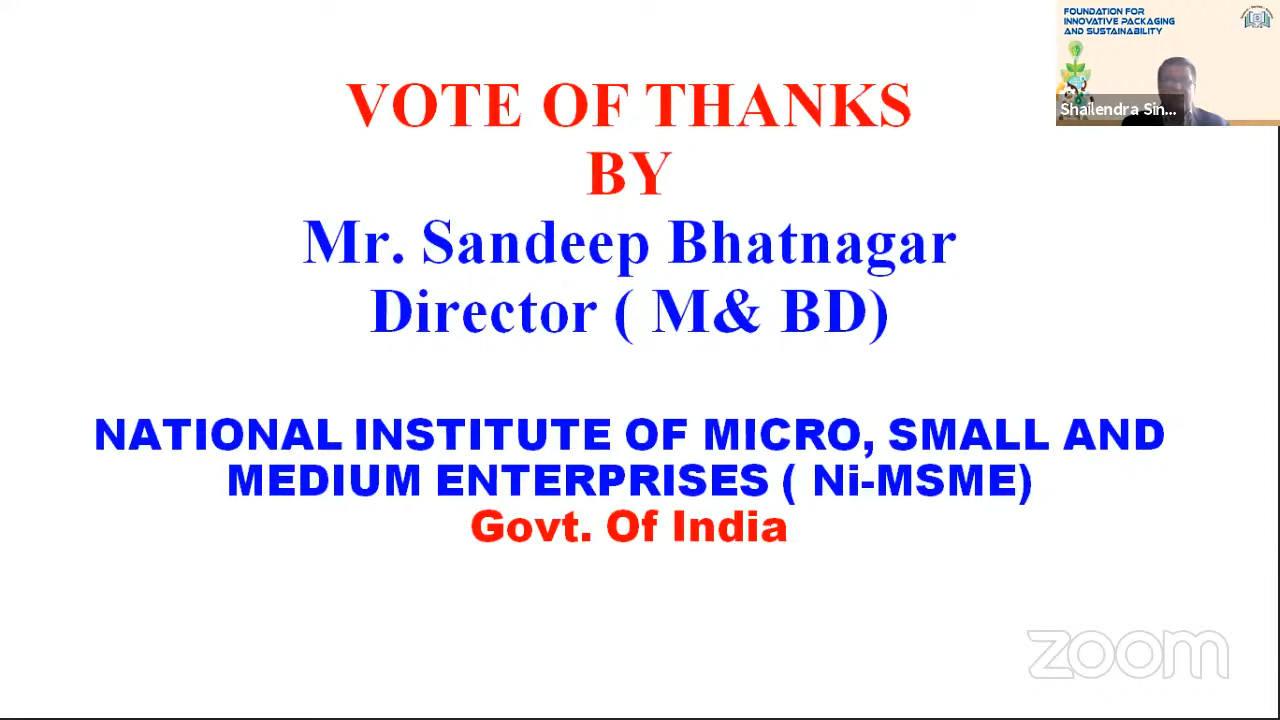 FOUNDATION FOR
INNOVATIVE PACKAGING
AND SUSTAINABILITY
Shailendra Sin...
VOTE OF THANKS
BY
Mr. Sandeep Bhatnagar
Director ( M& BD)
NATIONAL INSTITUTE OF MICRO, SMALL AND
MEDIUM ENTERPRISES ( Ni-MSME)
Govt. Of India
zoom